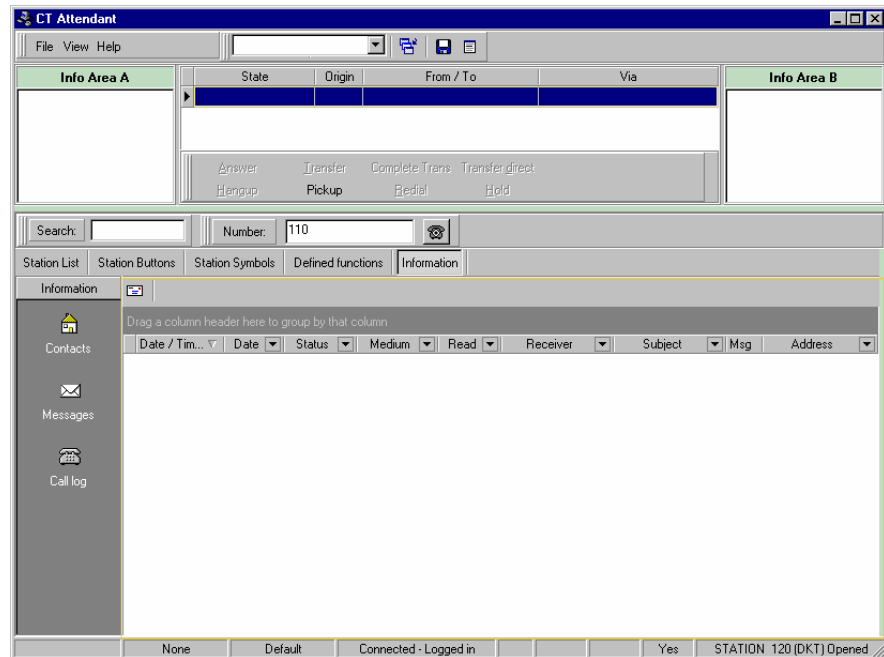 CT Attendant
File View Help
Info Area A
State Origin From / To Via
Info Area B
Answer Transfer Complete Trans Transfer direct
Hangup Pickup Redial Hold
Search: Number: 110
Station List Station Buttons Station Symbols Defined functions Information
Information
Drag a column header here to group by that column
Date / Tim... Date Status Medium Read Receiver Subject Msg Address
Contacts
Messages
Call log
None Default Connected - Logged in Yes STATION 120 (DKT) Opened